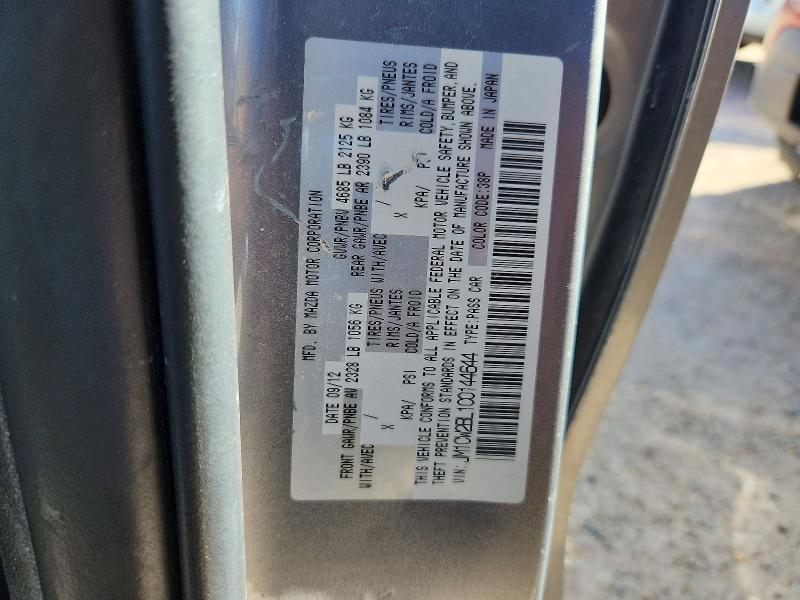 MFD. BY MAZDA MOTOR CORPORATION
DATE 09/12 GVWR/PNBV 4685 LB 2125 KG
FRONT GAWR/PNBE AV 2328 LB 1056 KG REAR GAWR/PNBE AR 2390 LB 1084 KG
WITH/AVEC TIRES/PNEUS WITH/AVEC TIRES/PNEUS
/ RIMS/JANTES / RIMS/JANTES
X KPA/ PSI COLD/A FROID X KPA/ PSI COLD/A FROID
THIS VEHICLE CONFORMS TO ALL APPLICABLE FEDERAL MOTOR VEHICLE SAFETY, BUMPER, AND
THEFT PREVENTION STANDARDS IN EFFECT ON THE DATE OF MANUFACTURE SHOWN ABOVE.
VIN: JM1CW2BL1C0144644 TYPE:PASS CAR COLOR CODE:38P MADE IN JAPAN